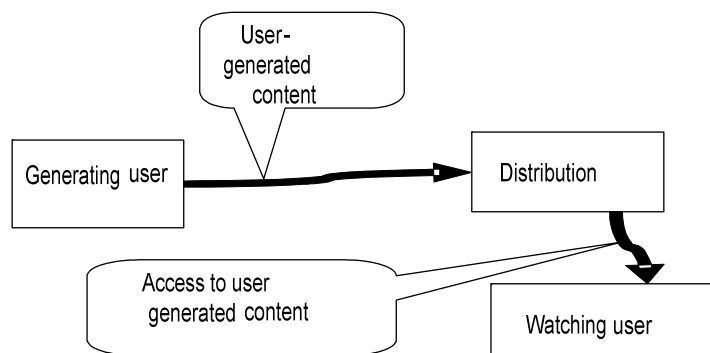 User-
generated
content
Generating user
Distribution
Access to user
generated content
Watching user